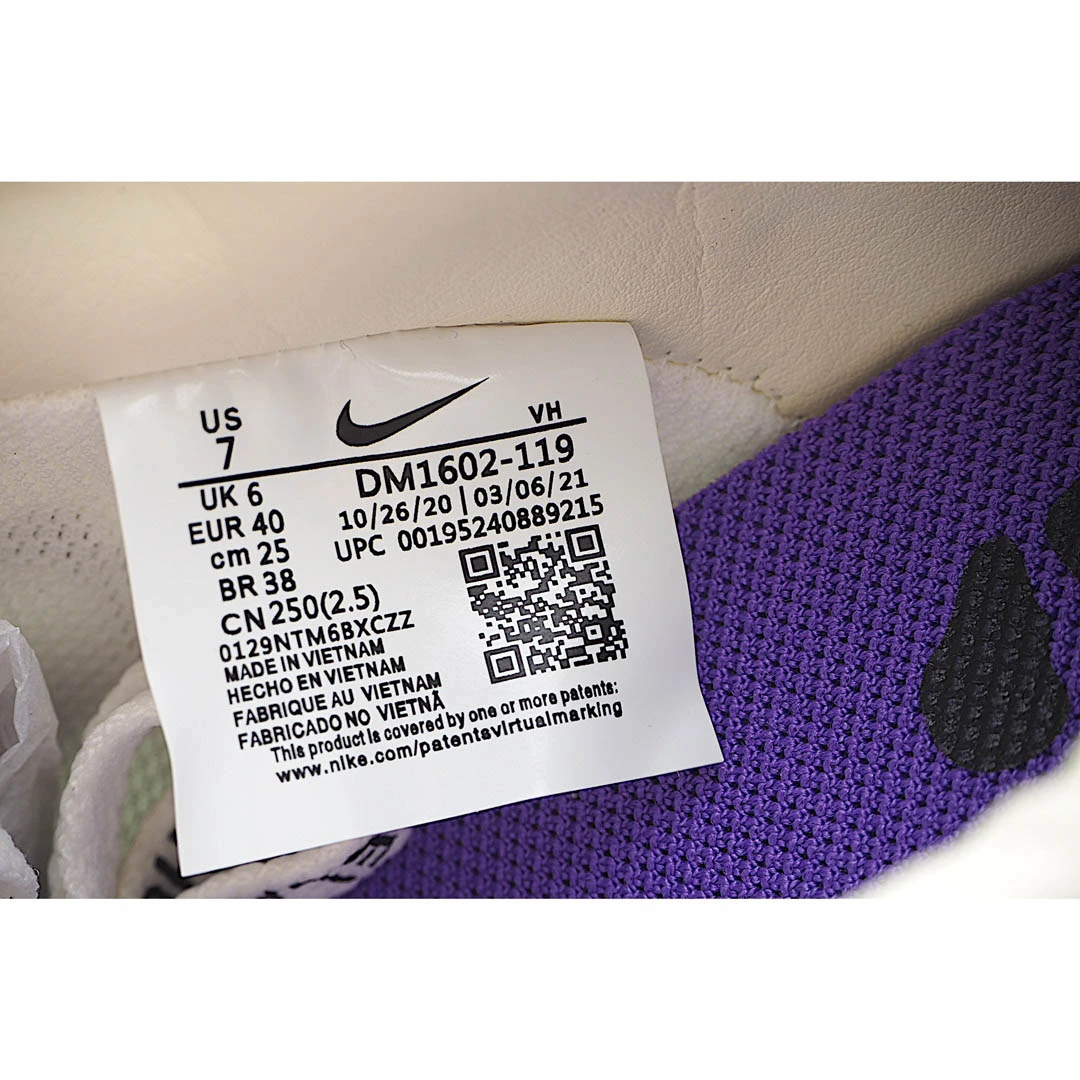 US
7
VH
UK 6
DM1602-119
EUR 40
10/26/20 | 03/06/21
cm 25
UPC 00195240889215
BR 38
CN 250(2.5)
0129NTM6BXCZZ
MADE IN VIETNAM
HECHO EN VIETNAM
FABRIQUE AU VIETNAM
FABRICADO NO VIETNÃ
This product is covered by one or more patents:
www.nike.com/patentsvirtualmarking